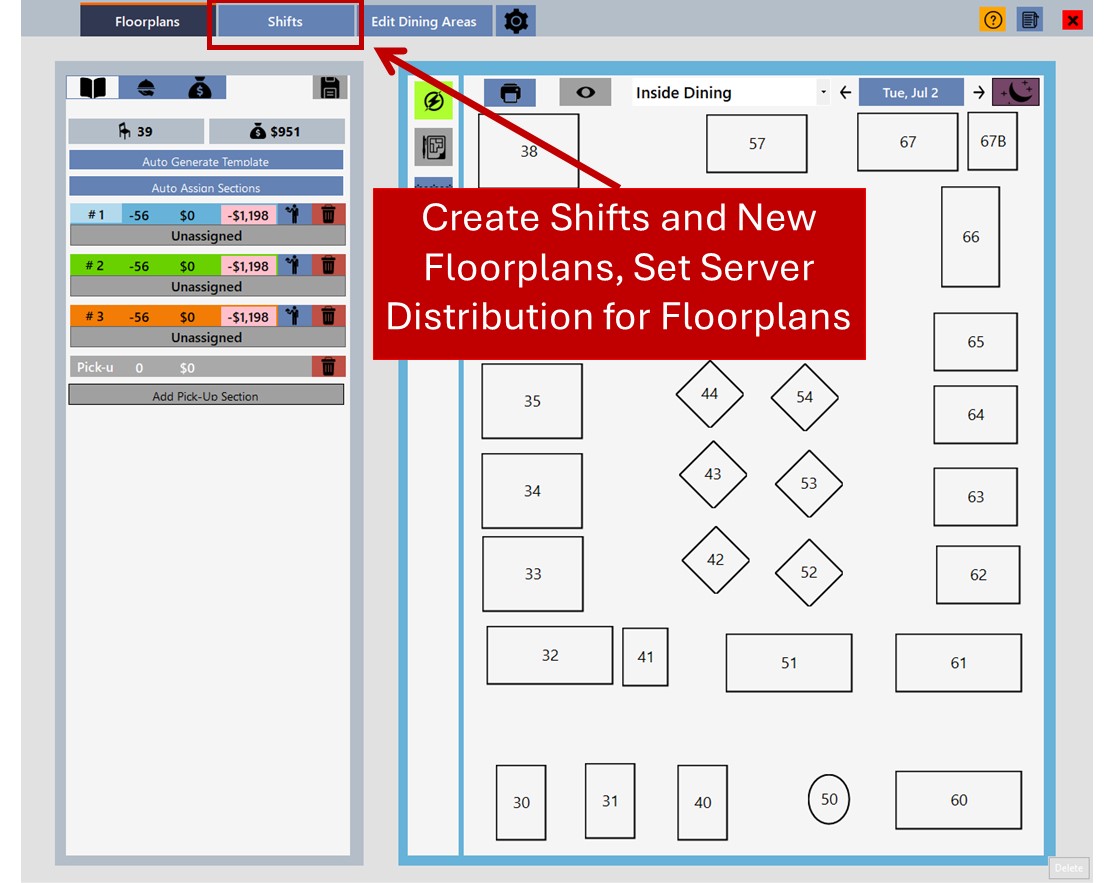 Floorplans
Shifts
Edit Dining Areas
39
$951
Auto Generate Template
Auto Assign Sections
# 1 -56 $0 -$1,198
Unassigned
# 2 -56 $0 -$1,198
Unassigned
# 3 -56 $0 -$1,198
Unassigned
Pick-u 0 $0
Add Pick-Up Section
Inside Dining
Tue, Jul 2
38
57
67
67B
66
Create Shifts and New
Floorplans, Set Server
Distribution for Floorplans
65
35
44
54
64
34
43
53
63
33
42
52
62
32
41
51
61
30
31
40
50
60
Delete